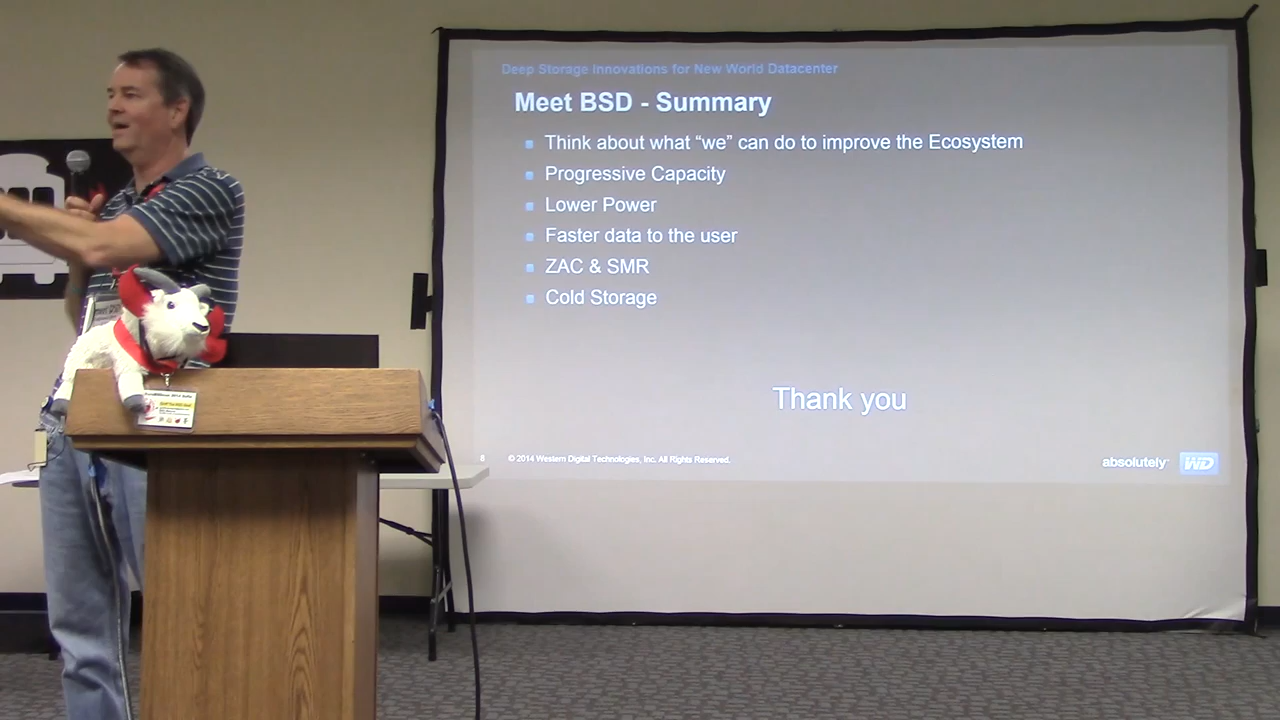 Deep Storage Innovations for New World Datacenter
Meet BSD - Summary
Think about what “we” can do to improve the Ecosystem
Progressive Capacity
Lower Power
Faster data to the user
ZAC & SMR
Cold Storage
Thank you
8 © 2014 Western Digital Technologies, Inc. All Rights Reserved.
absolutely WD